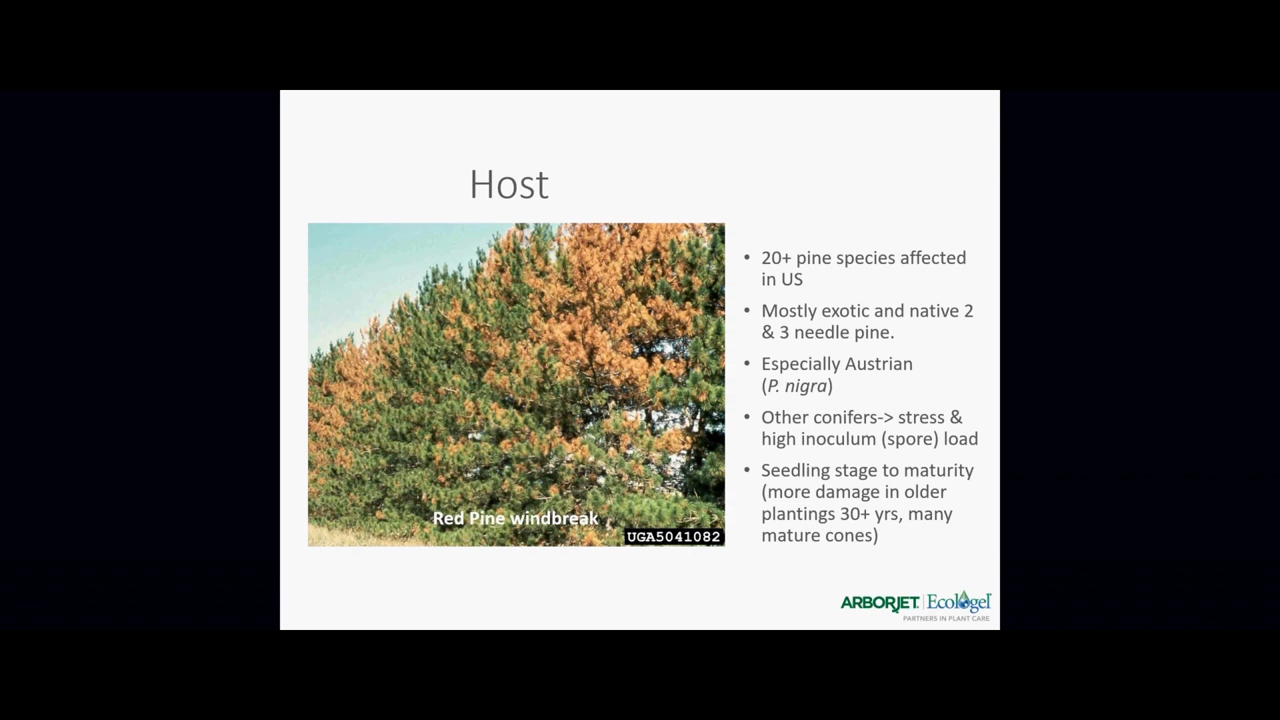 Host
• 20+ pine species affected
in US
• Mostly exotic and native 2
& 3 needle pine.
• Especially Austrian
(P. nigra)
• Other conifers-> stress &
high inoculum (spore) load
• Seedling stage to maturity
(more damage in older
plantings 30+ yrs, many
mature cones)
Red Pine windbreak
UGA5041082
ARBORJET | Ecologel
PARTNERS IN PLANT CARE